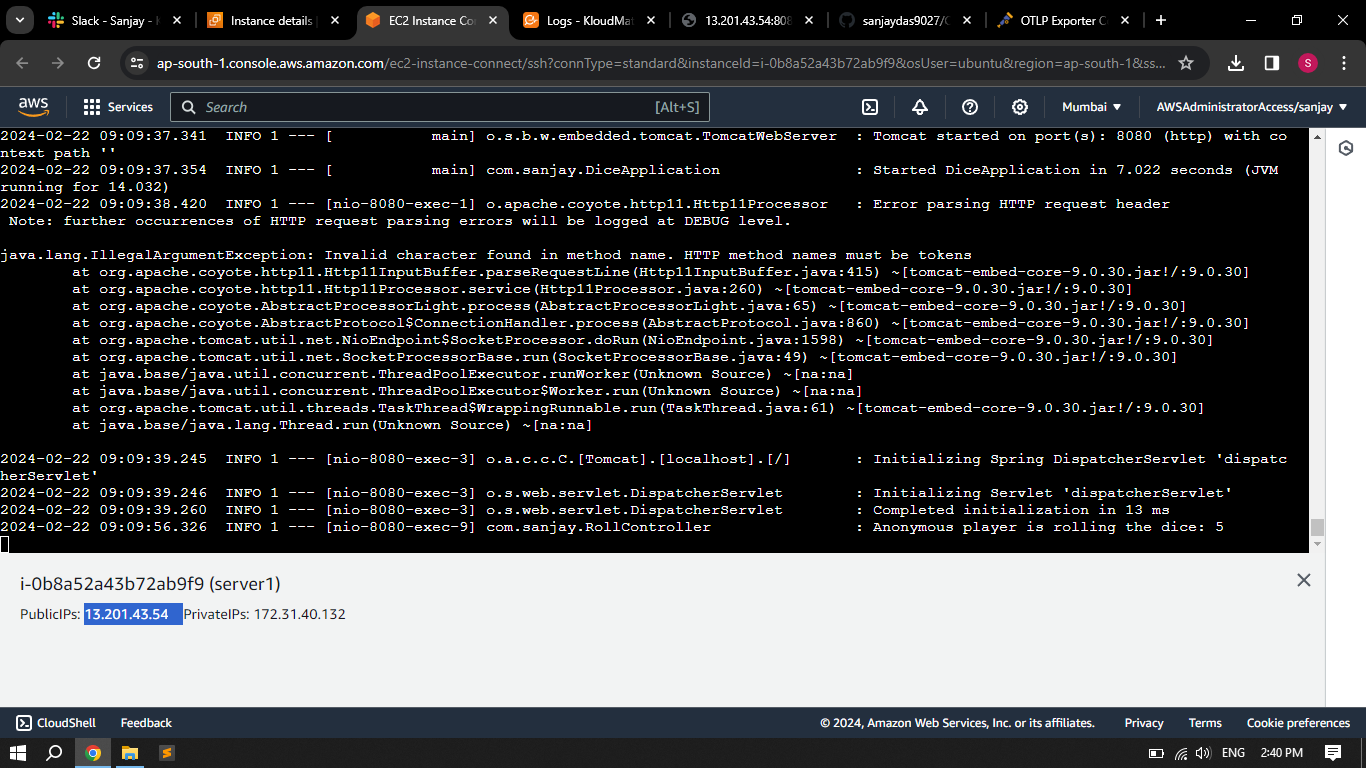 Slack - Sanjay - 
Instance details
EC2 Instance Co
Logs - KloudMa
13.201.43.54:808
sanjaydas9027/
OTLP Exporter C
ap-south-1.console.aws.amazon.com/ec2-instance-connect/ssh?connType=standard&instanceId=i-0b8a52a43b72ab9f9&osUser=ubuntu&region=ap-south-1&ss...
S
aws Services Search [Alt+S] Mumbai AWSAdministratorAccess/sanjay
2024-02-22 09:09:37.341  INFO 1 --- [           main] o.s.b.w.embedded.tomcat.TomcatWebServer  : Tomcat started on port(s): 8080 (http) with co
ntext path ''
2024-02-22 09:09:37.354  INFO 1 --- [           main] com.sanjay.DiceApplication               : Started DiceApplication in 7.022 seconds (JVM
running for 14.032)
2024-02-22 09:09:38.420  INFO 1 --- [nio-8080-exec-1] o.apache.coyote.http11.Http11Processor   : Error parsing HTTP request header
 Note: further occurrences of HTTP request parsing errors will be logged at DEBUG level.
java.lang.IllegalArgumentException: Invalid character found in method name. HTTP method names must be tokens
        at org.apache.coyote.http11.Http11InputBuffer.parseRequestLine(Http11InputBuffer.java:415) ~[tomcat-embed-core-9.0.30.jar!/:9.0.30]
        at org.apache.coyote.http11.Http11Processor.service(Http11Processor.java:260) ~[tomcat-embed-core-9.0.30.jar!/:9.0.30]
        at org.apache.coyote.AbstractProcessorLight.process(AbstractProcessorLight.java:65) ~[tomcat-embed-core-9.0.30.jar!/:9.0.30]
        at org.apache.coyote.AbstractProtocol$ConnectionHandler.process(AbstractProtocol.java:860) ~[tomcat-embed-core-9.0.30.jar!/:9.0.30]
        at org.apache.tomcat.util.net.NioEndpoint$SocketProcessor.doRun(NioEndpoint.java:1598) ~[tomcat-embed-core-9.0.30.jar!/:9.0.30]
        at org.apache.tomcat.util.net.SocketProcessorBase.run(SocketProcessorBase.java:49) ~[tomcat-embed-core-9.0.30.jar!/:9.0.30]
        at java.base/java.util.concurrent.ThreadPoolExecutor.runWorker(Unknown Source) ~[na:na]
        at java.base/java.util.concurrent.ThreadPoolExecutor$Worker.run(Unknown Source) ~[na:na]
        at org.apache.tomcat.util.threads.TaskThread$WrappingRunnable.run(TaskThread.java:61) ~[tomcat-embed-core-9.0.30.jar!/:9.0.30]
        at java.base/java.lang.Thread.run(Unknown Source) ~[na:na]
2024-02-22 09:09:39.245  INFO 1 --- [nio-8080-exec-3] o.a.c.c.C.[Tomcat].[localhost].[/]       : Initializing Spring DispatcherServlet 'dispatc
herServlet'
2024-02-22 09:09:39.246  INFO 1 --- [nio-8080-exec-3] o.s.web.servlet.DispatcherServlet        : Initializing Servlet 'dispatcherServlet'
2024-02-22 09:09:39.260  INFO 1 --- [nio-8080-exec-3] o.s.web.servlet.DispatcherServlet        : Completed initialization in 13 ms
2024-02-22 09:09:56.326  INFO 1 --- [nio-8080-exec-9] com.sanjay.RollController                : Anonymous player is rolling the dice: 5
i-0b8a52a43b72ab9f9 (server1)
PublicIPs: 13.201.43.54 PrivateIPs: 172.31.40.132
CloudShell Feedback © 2024, Amazon Web Services, Inc. or its affiliates. Privacy Terms Cookie preferences
ENG 2:40 PM